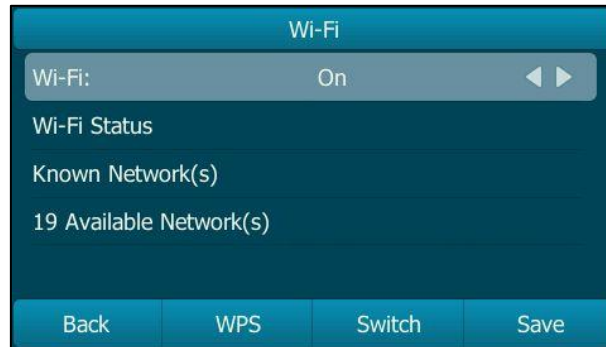 Wi-Fi
Wi-Fi: On
Wi-Fi Status
Known Network(s)
19 Available Network(s)
Back WPS Switch Save